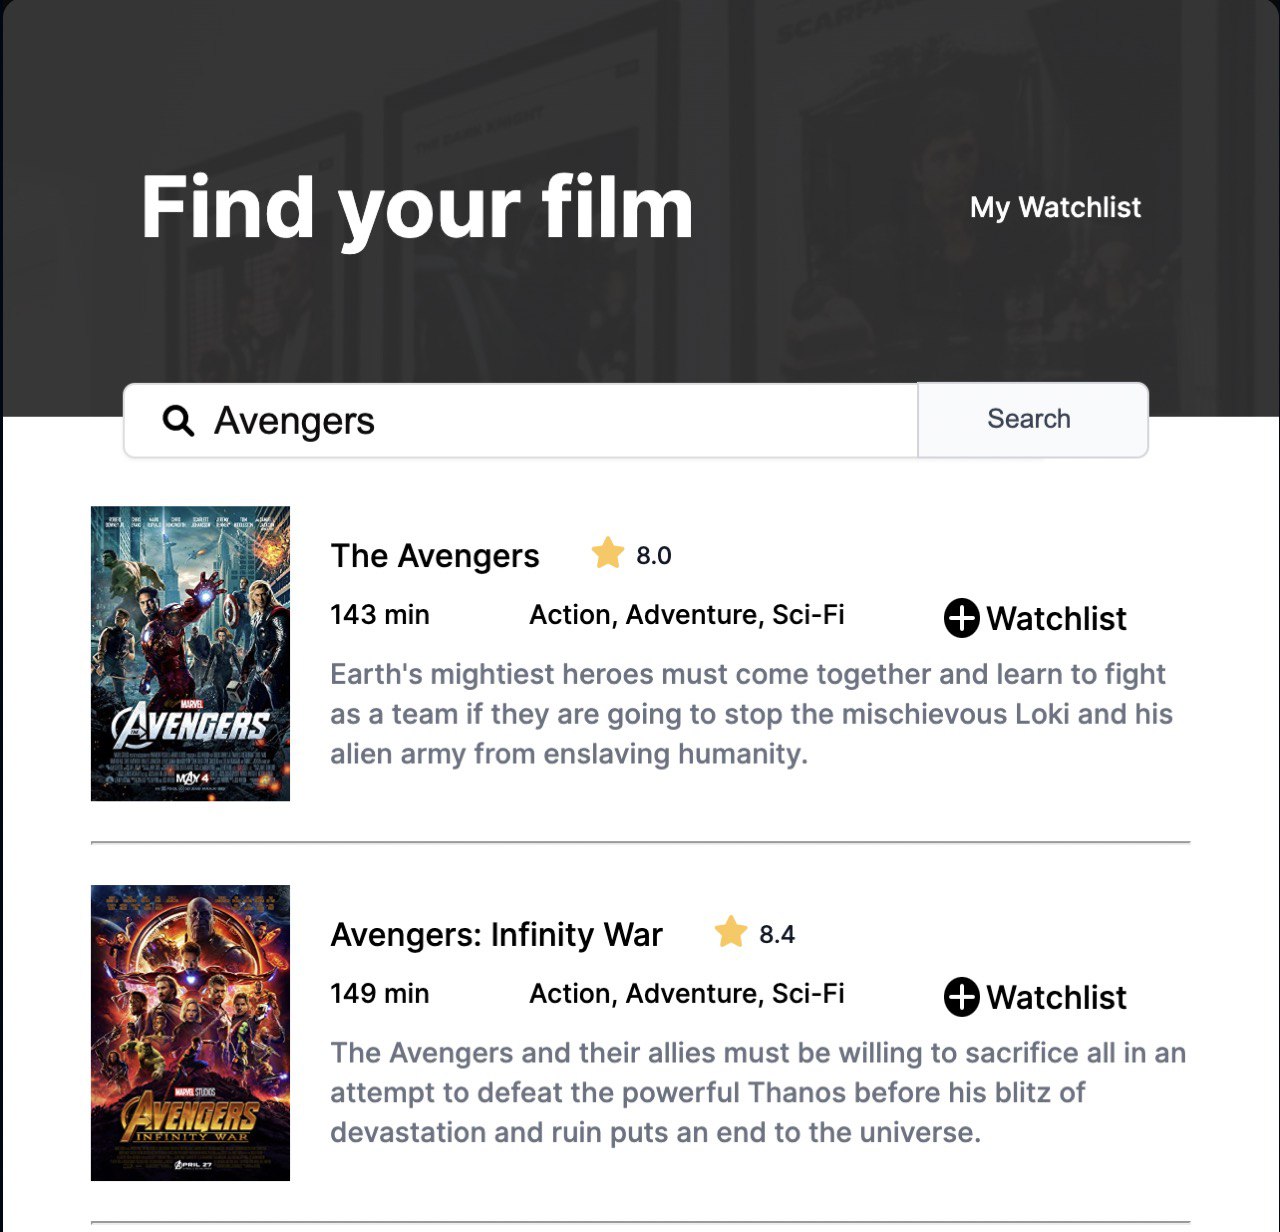 SCARFACE
THE DARK KNIGHT
Find your film
My Watchlist
Avengers
Search
The Avengers 8.0
143 min Action, Adventure, Sci-Fi Watchlist
Earth's mightiest heroes must come together and learn to fight
as a team if they are going to stop the mischievous Loki and his
alien army from enslaving humanity.
MARVEL
THE AVENGERS
MAY 4
Avengers: Infinity War 8.4
149 min Action, Adventure, Sci-Fi Watchlist
The Avengers and their allies must be willing to sacrifice all in an
attempt to defeat the powerful Thanos before his blitz of
devastation and ruin puts an end to the universe.
MARVEL STUDIOS
AVENGERS
INFINITY WAR
APRIL 27